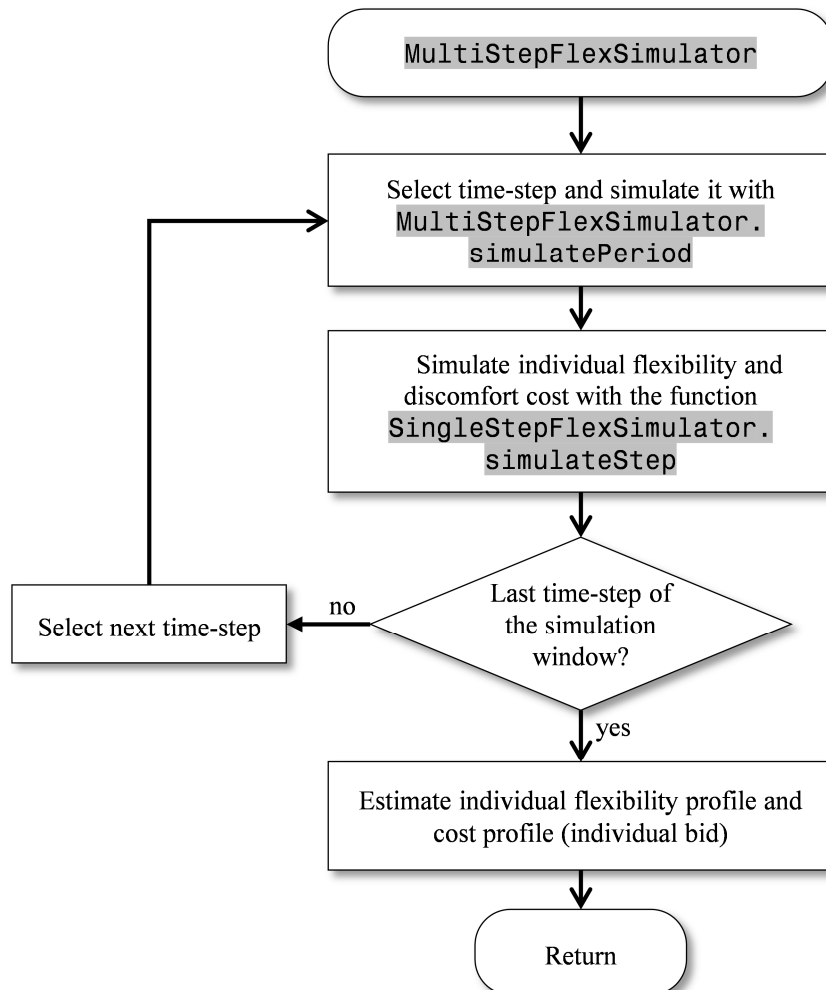 MultiStepFlexSimulator
Select time-step and simulate it with
MultiStepFlexSimulator.
simulatePeriod
Simulate individual flexibility and
discomfort cost with the function
SingleStepFlexSimulator.
simulateStep
Last time-step of
the simulation
window?
no
Select next time-step
yes
Estimate individual flexibility profile and
cost profile (individual bid)
Return